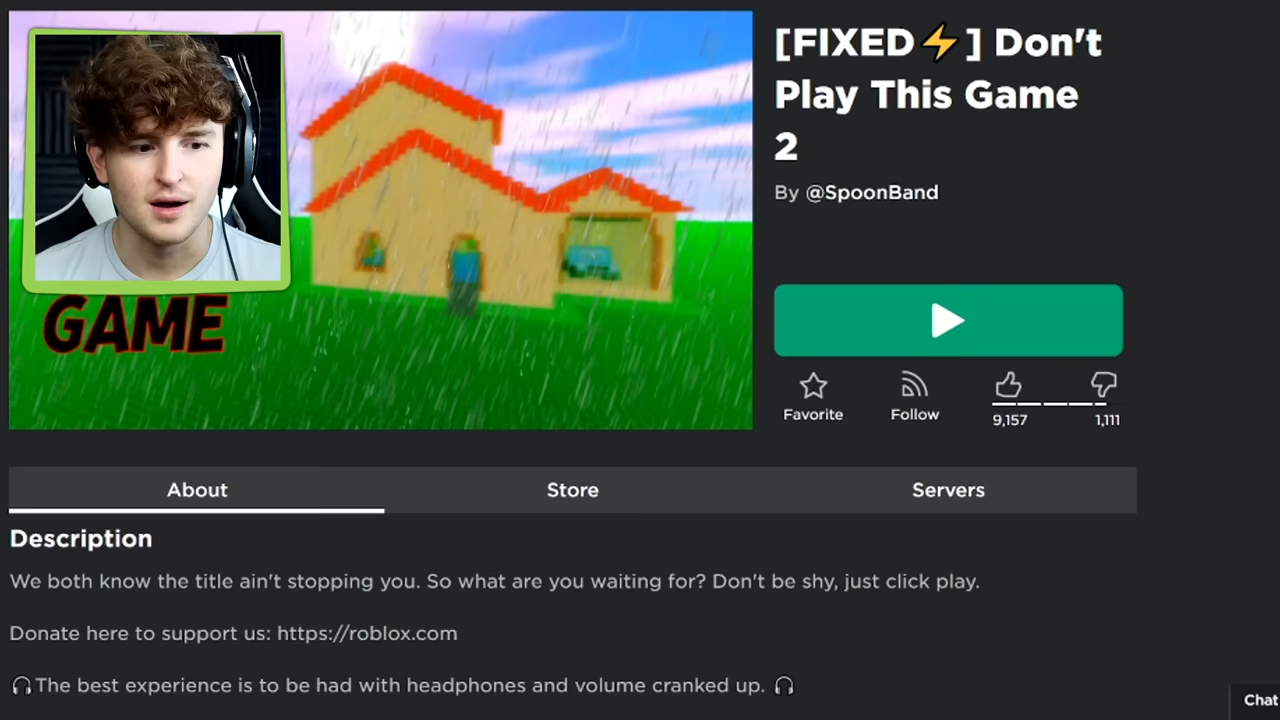 [FIXED⚡] Don't
Play This Game
2
By @SpoonBand
GAME
Favorite
Follow
9,157
1,111
About
Store
Servers
Description
We both know the title ain't stopping you. So what are you waiting for? Don't be shy, just click play.
Donate here to support us: https://roblox.com
🎧The best experience is to be had with headphones and volume cranked up. 🎧
Chat